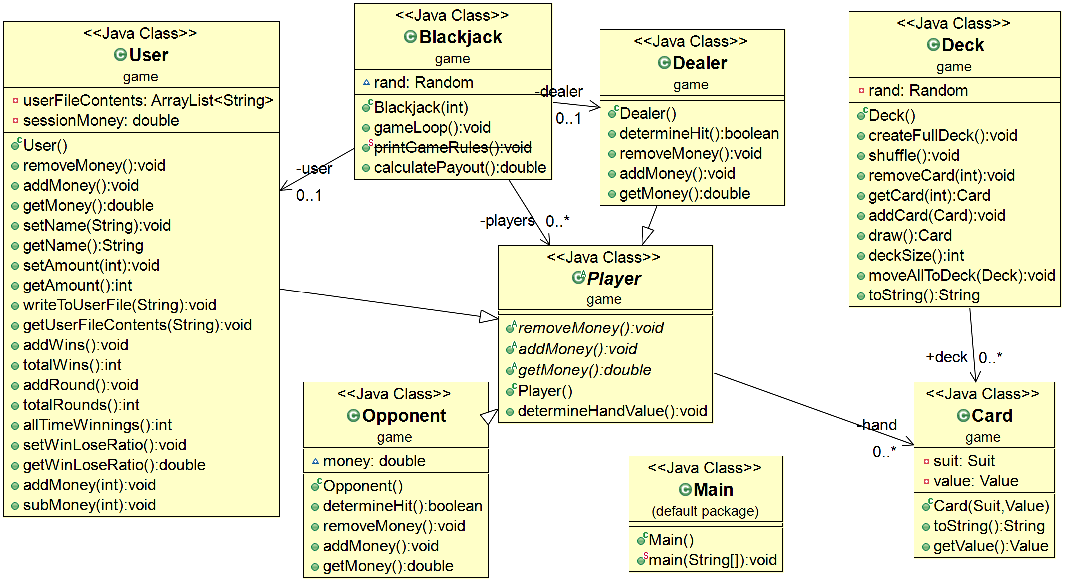 <<Java Class>>
User
game
userFileContents: ArrayList<String>
sessionMoney: double
User()
removeMoney():void
addMoney():void
getMoney():double
setName(String):void
getName():String
setAmount(int):void
getAmount():int
writeToUserFile(String):void
getUserFileContents(String):void
addWins():void
totalWins():int
addRound():void
totalRounds():int
allTimeWinnings():int
setWinLoseRatio():void
getWinLoseRatio():double
addMoney(int):void
subMoney(int):void
<<Java Class>>
Blackjack
game
rand: Random
Blackjack(int)
gameLoop():void
printGameRules():void
calculatePayout():double
-dealer
0..1
-user
0..1
-players
0..*
<<Java Class>>
Dealer
game
Dealer()
determineHit():boolean
removeMoney():void
addMoney():void
getMoney():double
<<Java Class>>
Deck
game
rand: Random
Deck()
createFullDeck():void
shuffle():void
removeCard(int):void
getCard(int):Card
addCard(Card):void
draw():Card
deckSize():int
moveAllToDeck(Deck):void
toString():String
+deck
0..*
<<Java Class>>
Player
game
removeMoney():void
addMoney():void
getMoney():double
Player()
determineHandValue():void
-hand
0..*
<<Java Class>>
Opponent
game
money: double
Opponent()
determineHit():boolean
removeMoney():void
addMoney():void
getMoney():double
<<Java Class>>
Main
(default package)
Main()
main(String[]):void
<<Java Class>>
Card
game
suit: Suit
value: Value
Card(Suit,Value)
toString():String
getValue():Value